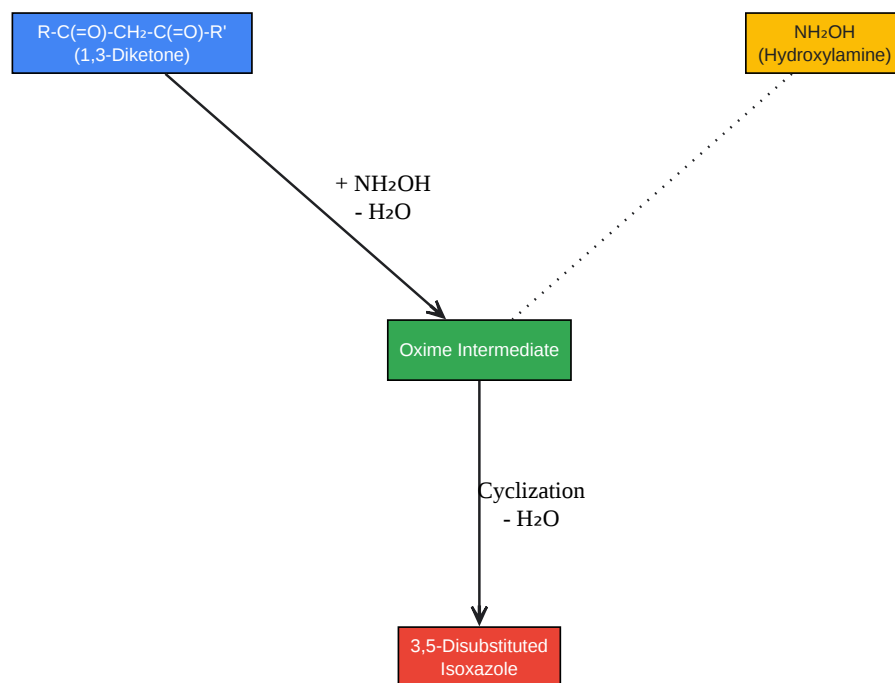 R-C(=O)-CH₂-C(=O)-R'
(1,3-Diketone)
NH₂OH
(Hydroxylamine)
+ NH₂OH
- H₂O
Oxime Intermediate
Cyclization
- H₂O
3,5-Disubstituted
Isoxazole